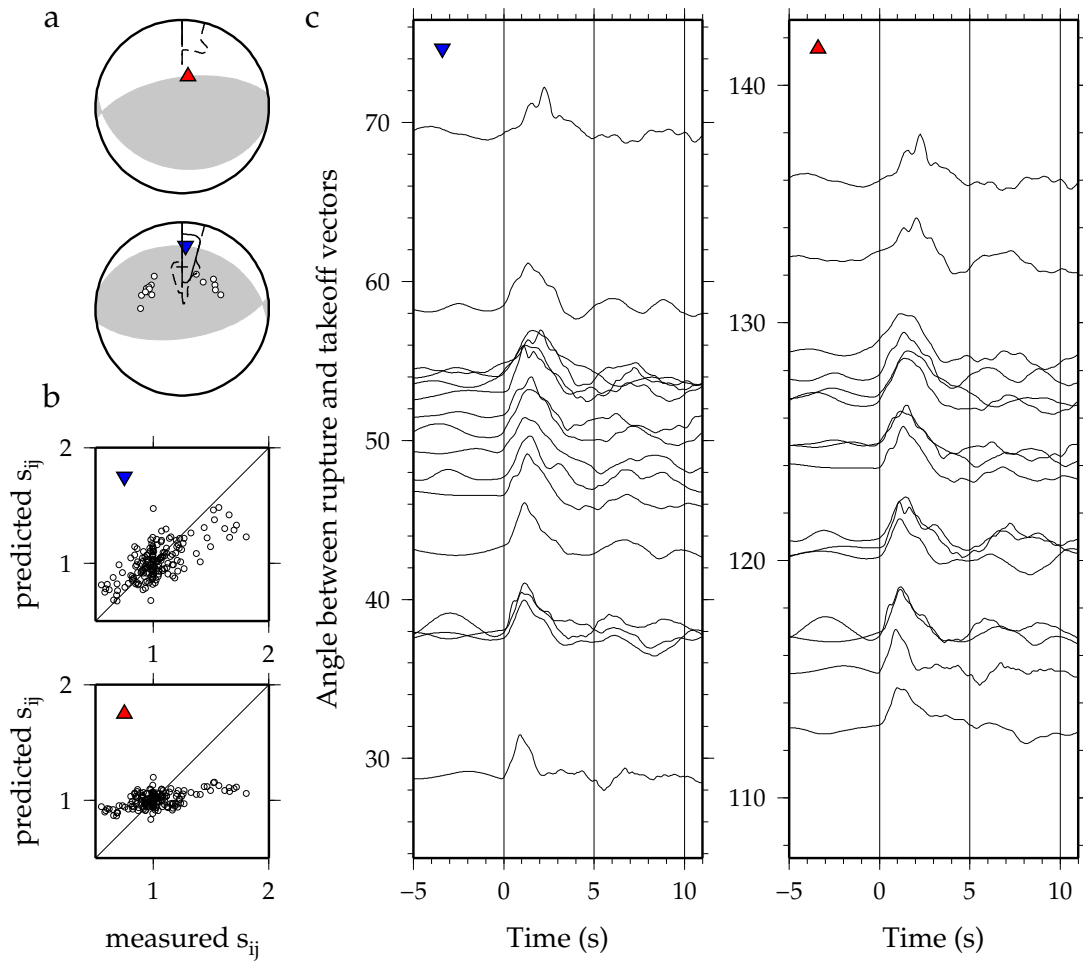 a
b
c
2
1
predicted s_ij
1
2
2
1
predicted s_ij
1
2
measured s_ij
Angle between rupture and takeoff vectors
70
60
50
40
30
−5
0
5
10
Time (s)
140
130
120
110
−5
0
5
10
Time (s)